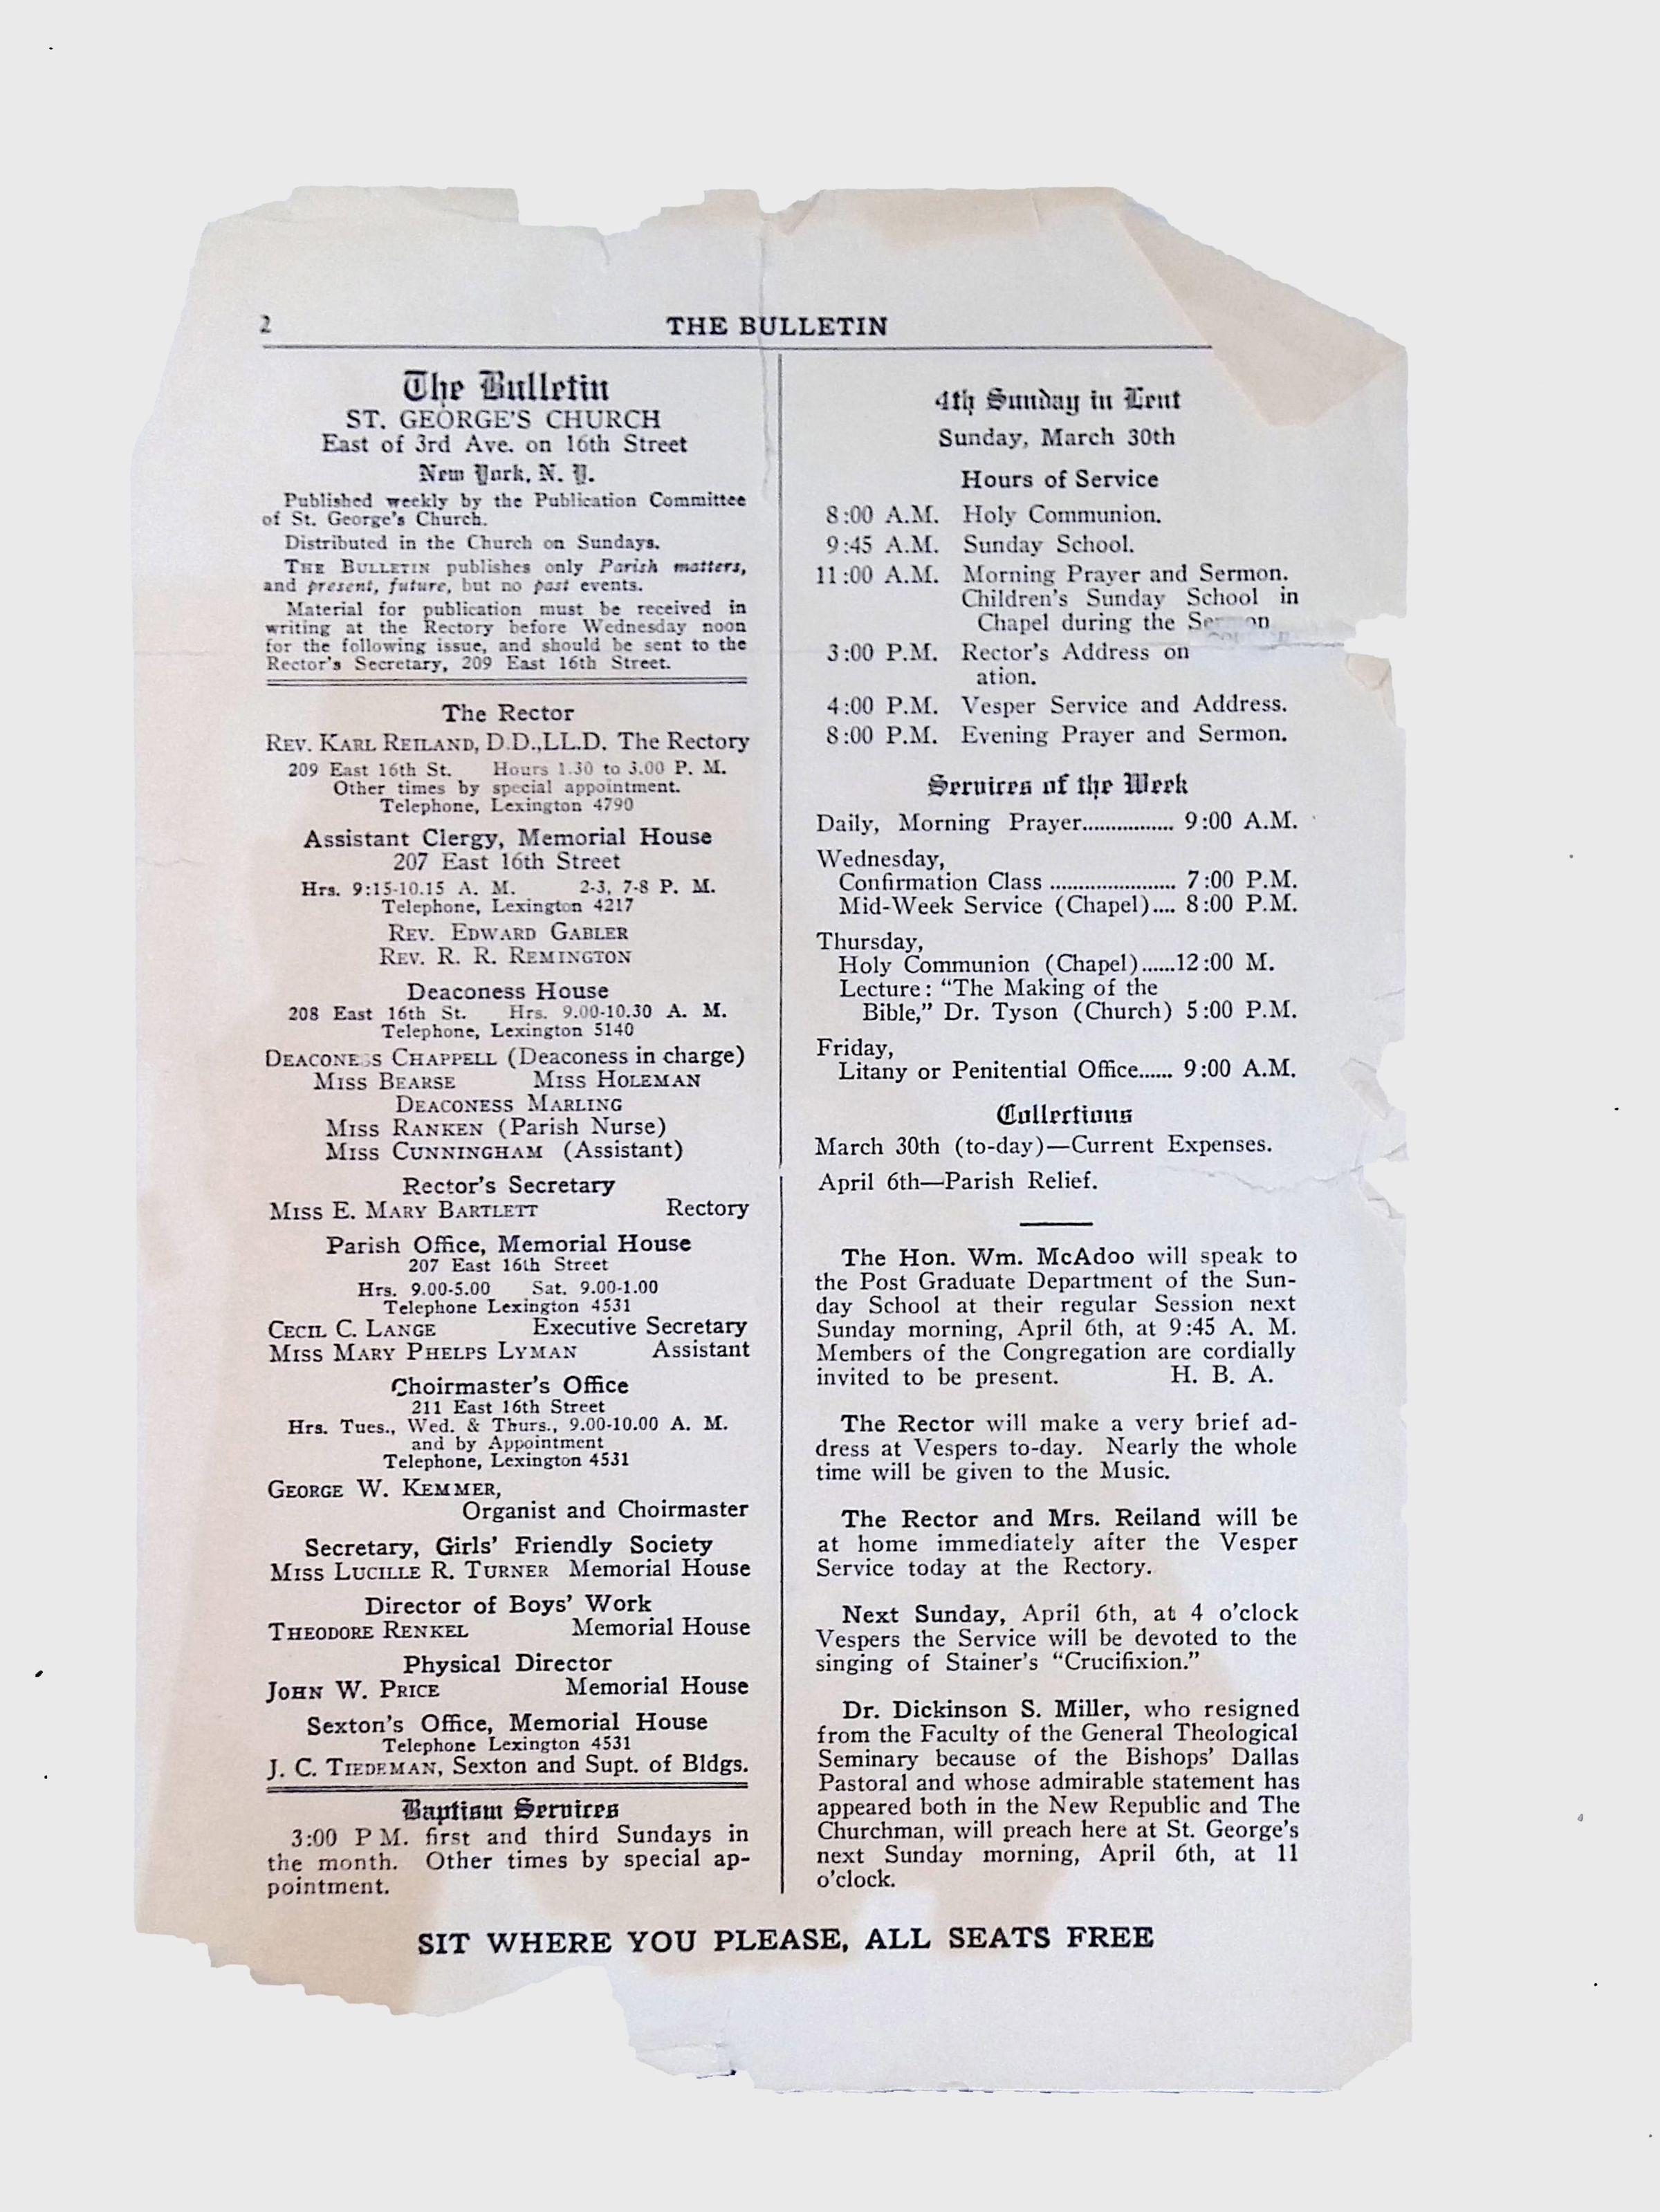 2
THE BULLETIN
The Bulletin
ST. GEORGE'S CHURCH
East of 3rd Ave. on 16th Street
New York, N. Y.
Published weekly by the Publication Committee
of St. George's Church.
Distributed in the Church on Sundays.
THE BULLETIN publishes only Parish matters,
and present, future, but no past events.
Material for publication must be received in
writing at the Rectory before Wednesday noon
for the following issue, and should be sent to the
Rector's Secretary, 209 East 16th Street.
The Rector
REV. KARL REILAND, D.D.,LL.D. The Rectory
209 East 16th St. Hours 1.30 to 3.00 P. M.
Other times by special appointment.
Telephone, Lexington 4790
Assistant Clergy, Memorial House
207 East 16th Street
Hrs. 9:15-10.15 A. M. 2-3, 7-8 P. M.
Telephone, Lexington 4217
REV. EDWARD GABLER
REV. R. R. REMINGTON
Deaconess House
208 East 16th St. Hrs. 9.00-10.30 A. M.
Telephone, Lexington 5140
DEACONESS CHAPPELL (Deaconess in charge)
MISS BEARSE MISS HOLEMAN
DEACONESS MARLING
MISS RANKEN (Parish Nurse)
MISS CUNNINGHAM (Assistant)
Rector's Secretary
MISS E. MARY BARTLETT Rectory
Parish Office, Memorial House
207 East 16th Street
Hrs. 9.00-5.00 Sat. 9.00-1.00
Telephone Lexington 4531
CECIL C. LANGE Executive Secretary
MISS MARY PHELPS LYMAN Assistant
Choirmaster's Office
211 East 16th Street
Hrs. Tues., Wed. & Thurs., 9.00-10.00 A. M.
and by Appointment
Telephone, Lexington 4531
GEORGE W. KEMMER,
Organist and Choirmaster
Secretary, Girls' Friendly Society
MISS LUCILLE R. TURNER Memorial House
Director of Boys' Work
THEODORE RENKEL Memorial House
Physical Director
JOHN W. PRICE Memorial House
Sexton's Office, Memorial House
Telephone Lexington 4531
J. C. TIEDEMAN, Sexton and Supt. of Bldgs.
Baptism Services
3:00 P M. first and third Sundays in
the month. Other times by special ap-
pointment.
4th Sunday in Lent
Sunday, March 30th
Hours of Service
8:00 A.M. Holy Communion.
9:45 A.M. Sunday School.
11:00 A.M. Morning Prayer and Sermon.
Children's Sunday School in
Chapel during the Sermon
3:00 P.M. Rector's Address on
ation.
4:00 P.M. Vesper Service and Address.
8:00 P.M. Evening Prayer and Sermon.
Services of the Week
Daily, Morning Prayer................ 9:00 A.M.
Wednesday,
Confirmation Class ...................... 7:00 P.M.
Mid-Week Service (Chapel).... 8:00 P.M.
Thursday,
Holy Communion (Chapel)......12:00 M.
Lecture: "The Making of the
Bible," Dr. Tyson (Church) 5:00 P.M.
Friday,
Litany or Penitential Office...... 9:00 A.M.
Collections
March 30th (to-day)—Current Expenses.
April 6th—Parish Relief.
The Hon. Wm. McAdoo will speak to
the Post Graduate Department of the Sun-
day School at their regular Session next
Sunday morning, April 6th, at 9:45 A. M.
Members of the Congregation are cordially
invited to be present. H. B. A.
The Rector will make a very brief ad-
dress at Vespers to-day. Nearly the whole
time will be given to the Music.
The Rector and Mrs. Reiland will be
at home immediately after the Vesper
Service today at the Rectory.
Next Sunday, April 6th, at 4 o'clock
Vespers the Service will be devoted to the
singing of Stainer's "Crucifixion."
Dr. Dickinson S. Miller, who resigned
from the Faculty of the General Theological
Seminary because of the Bishops' Dallas
Pastoral and whose admirable statement has
appeared both in the New Republic and The
Churchman, will preach here at St. George's
next Sunday morning, April 6th, at 11
o'clock.
SIT WHERE YOU PLEASE, ALL SEATS FREE